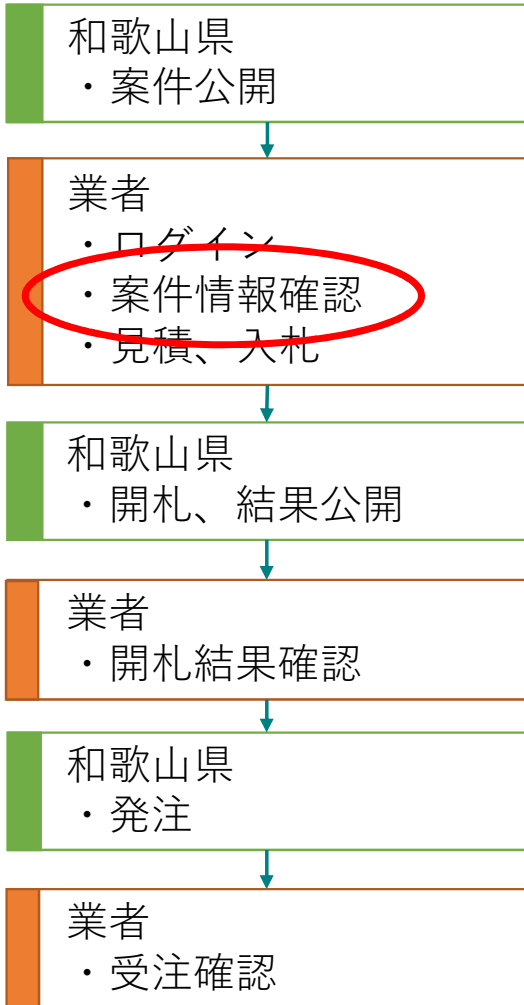 和歌山県
・案件公開
業者
・ログイン
・案件情報確認
・見積、入札
和歌山県
・開札、結果公開
業者
・開札結果確認
和歌山県
・発注
業者
・受注確認